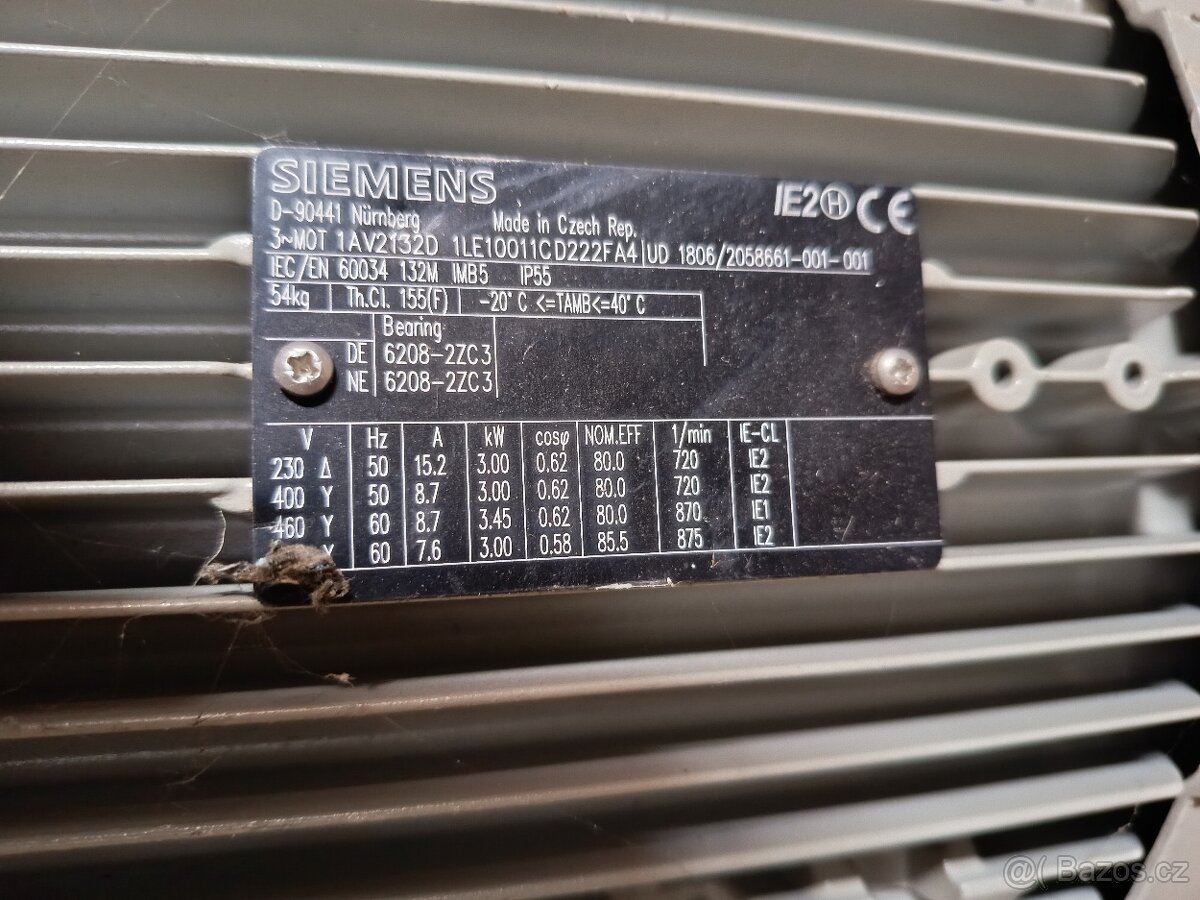 SIEMENS
IE2 H CE
D-90441 Nürnberg Made in Czech Rep.
3~MOT 1AV2132D 1LE10011CD222FA4 UD 1806/2058661-001-001
IEC/EN 60034 132M IMB5 IP55
54kg Th.Cl. 155(F) -20°C <=TAMB<=40°C
Bearing
DE 6208-2ZC3
NE 6208-2ZC3
V Hz A kW cosφ NOM.EFF 1/min IE-CL
230 Δ 50 15.2 3.00 0.62 80.0 720 IE2
400 Y 50 8.7 3.00 0.62 80.0 720 IE2
460 Y 60 8.7 3.45 0.62 80.0 870 IE1
60 7.6 3.00 0.58 85.5 875 IE2
@( Bazos.cz